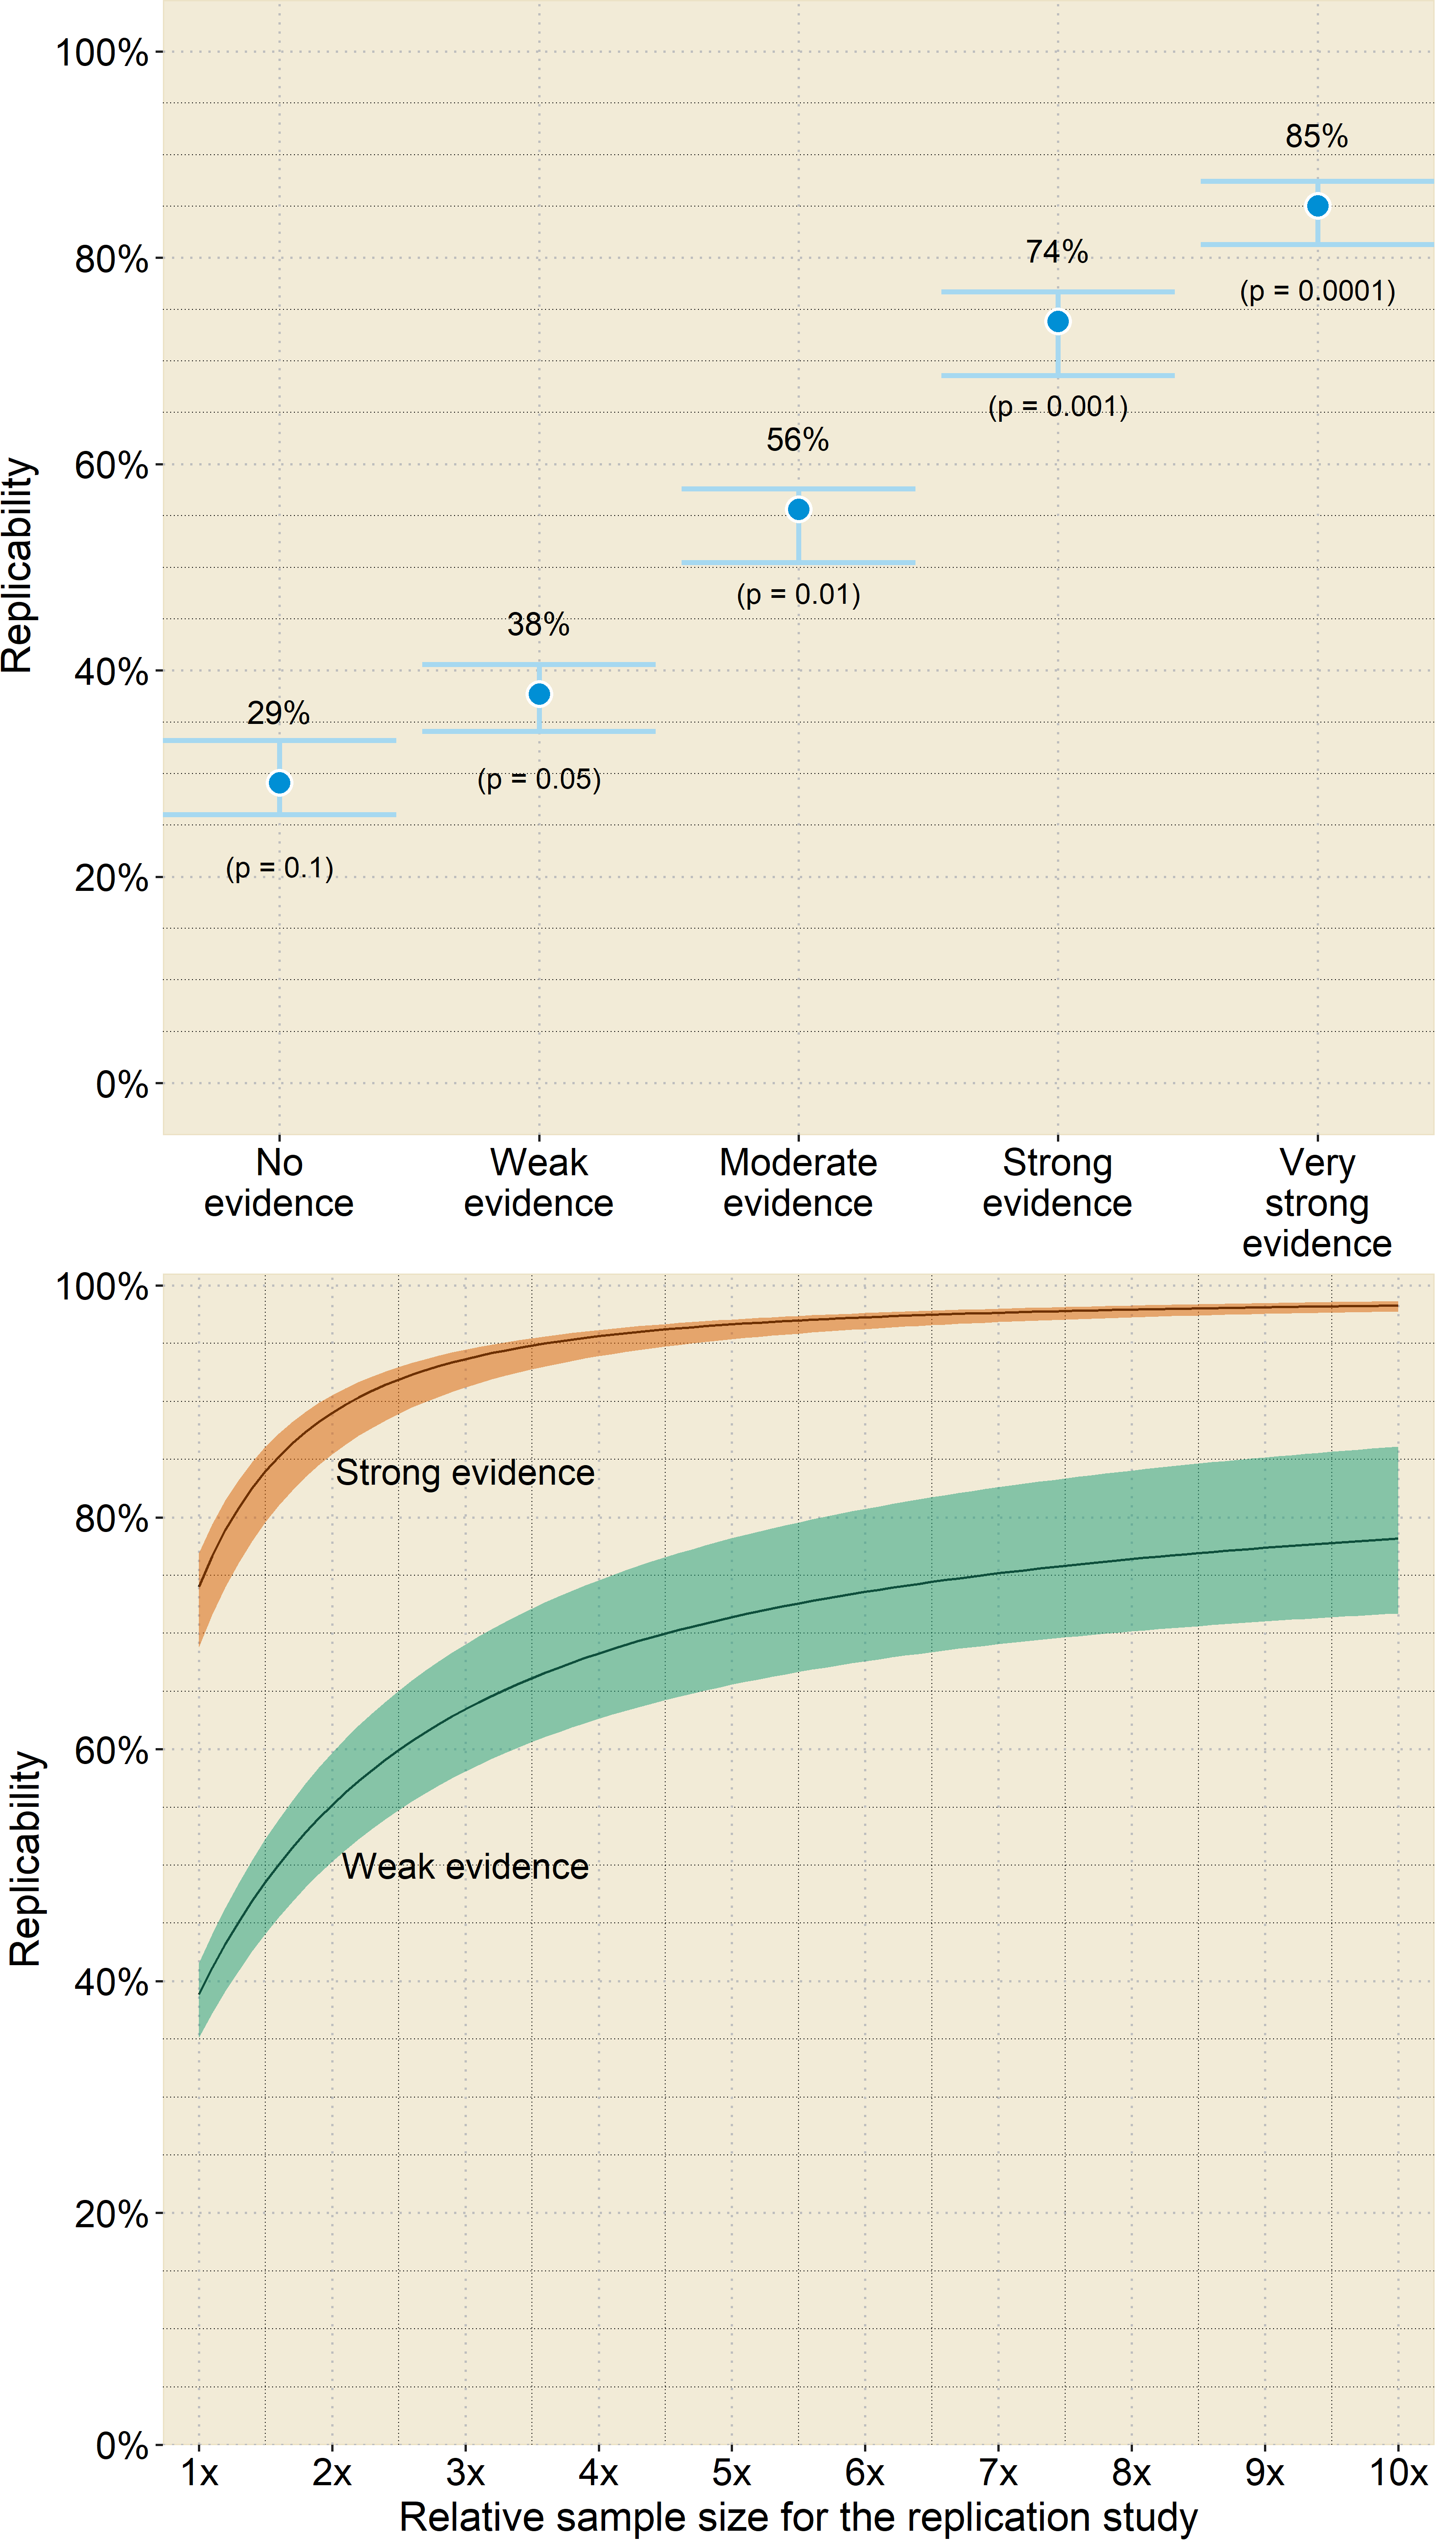 100%
85%
80%
74%
(p = 0.0001)
(p = 0.001)
60%
56%
Replicability
(p = 0.01)
40%
38%
29%
(p = 0.05)
20%
(p = 0.1)
0%
No
evidence
Weak
evidence
Moderate
evidence
Strong
evidence
Very
strong
evidence
100%
Strong evidence
80%
60%
Replicability
Weak evidence
40%
20%
0%
1x 2x 3x 4x 5x 6x 7x 8x 9x 10x
Relative sample size for the replication study